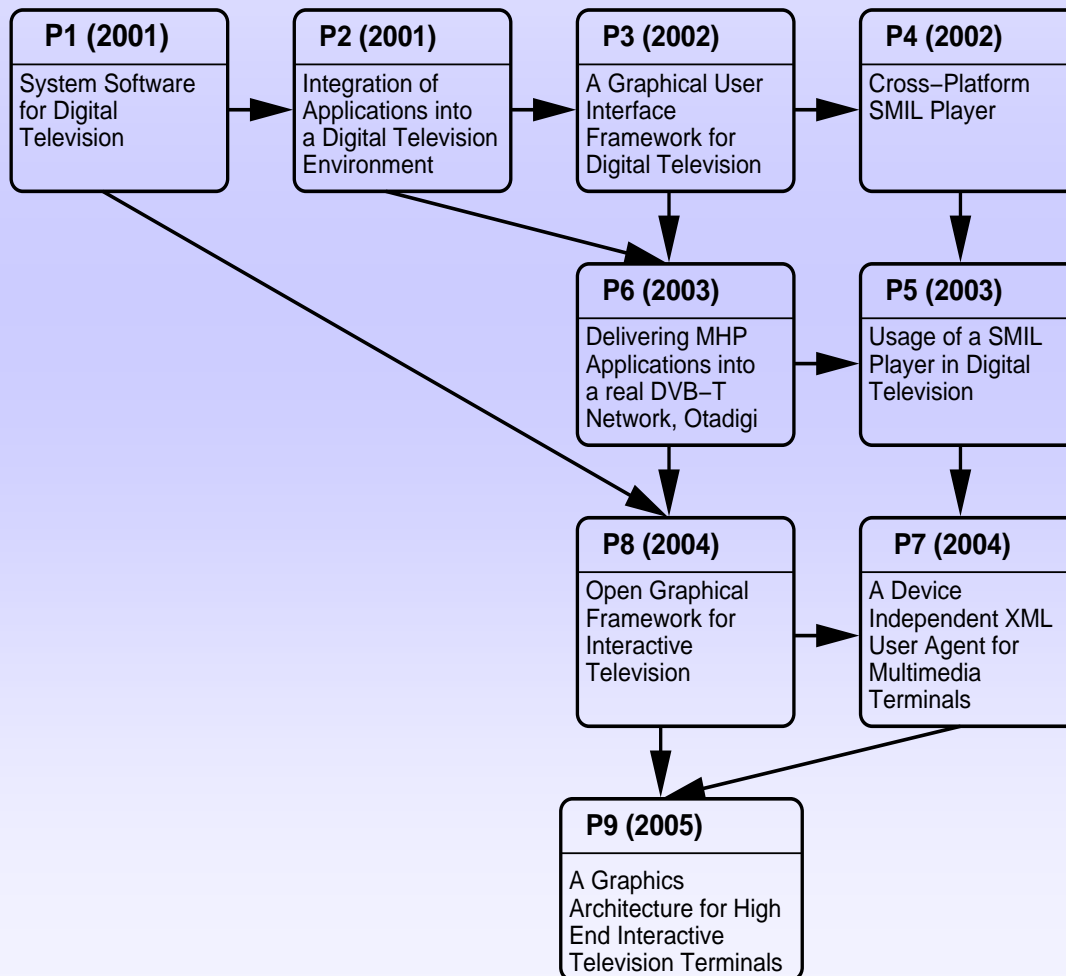 P1 (2001)
System Software
for Digital
Television
P2 (2001)
Integration of
Applications into
a Digital Television
Environment
P3 (2002)
A Graphical User
Interface
Framework for
Digital Television
P4 (2002)
Cross−Platform
SMIL Player
P6 (2003)
Delivering MHP
Applications into
a real DVB−T
Network, Otadigi
P5 (2003)
Usage of a SMIL
Player in Digital
Television
P8 (2004)
Open Graphical
Framework for
Interactive
Television
P7 (2004)
A Device
Independent XML
User Agent for
Multimedia
Terminals
P9 (2005)
A Graphics
Architecture for High
End Interactive
Television Terminals